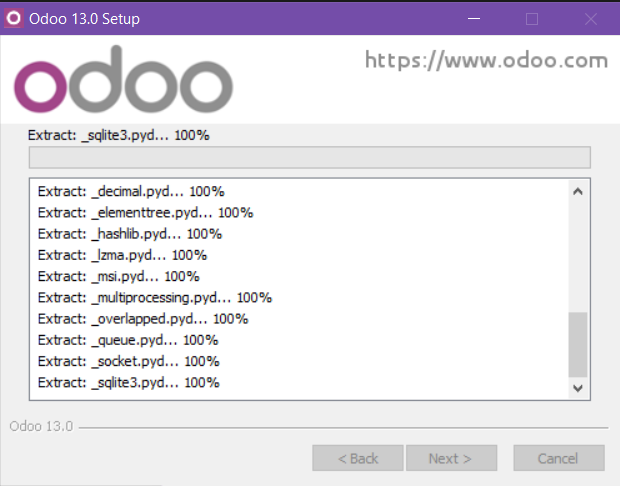 Odoo 13.0 Setup
odoo
https://www.odoo.com
Extract: _sqlite3.pyd... 100%
Extract: _decimal.pyd... 100%
Extract: _elementtree.pyd... 100%
Extract: _hashlib.pyd... 100%
Extract: _lzma.pyd... 100%
Extract: _msi.pyd... 100%
Extract: _multiprocessing.pyd... 100%
Extract: _overlapped.pyd... 100%
Extract: _queue.pyd... 100%
Extract: _socket.pyd... 100%
Extract: _sqlite3.pyd... 100%
Odoo 13.0
< Back
Next >
Cancel